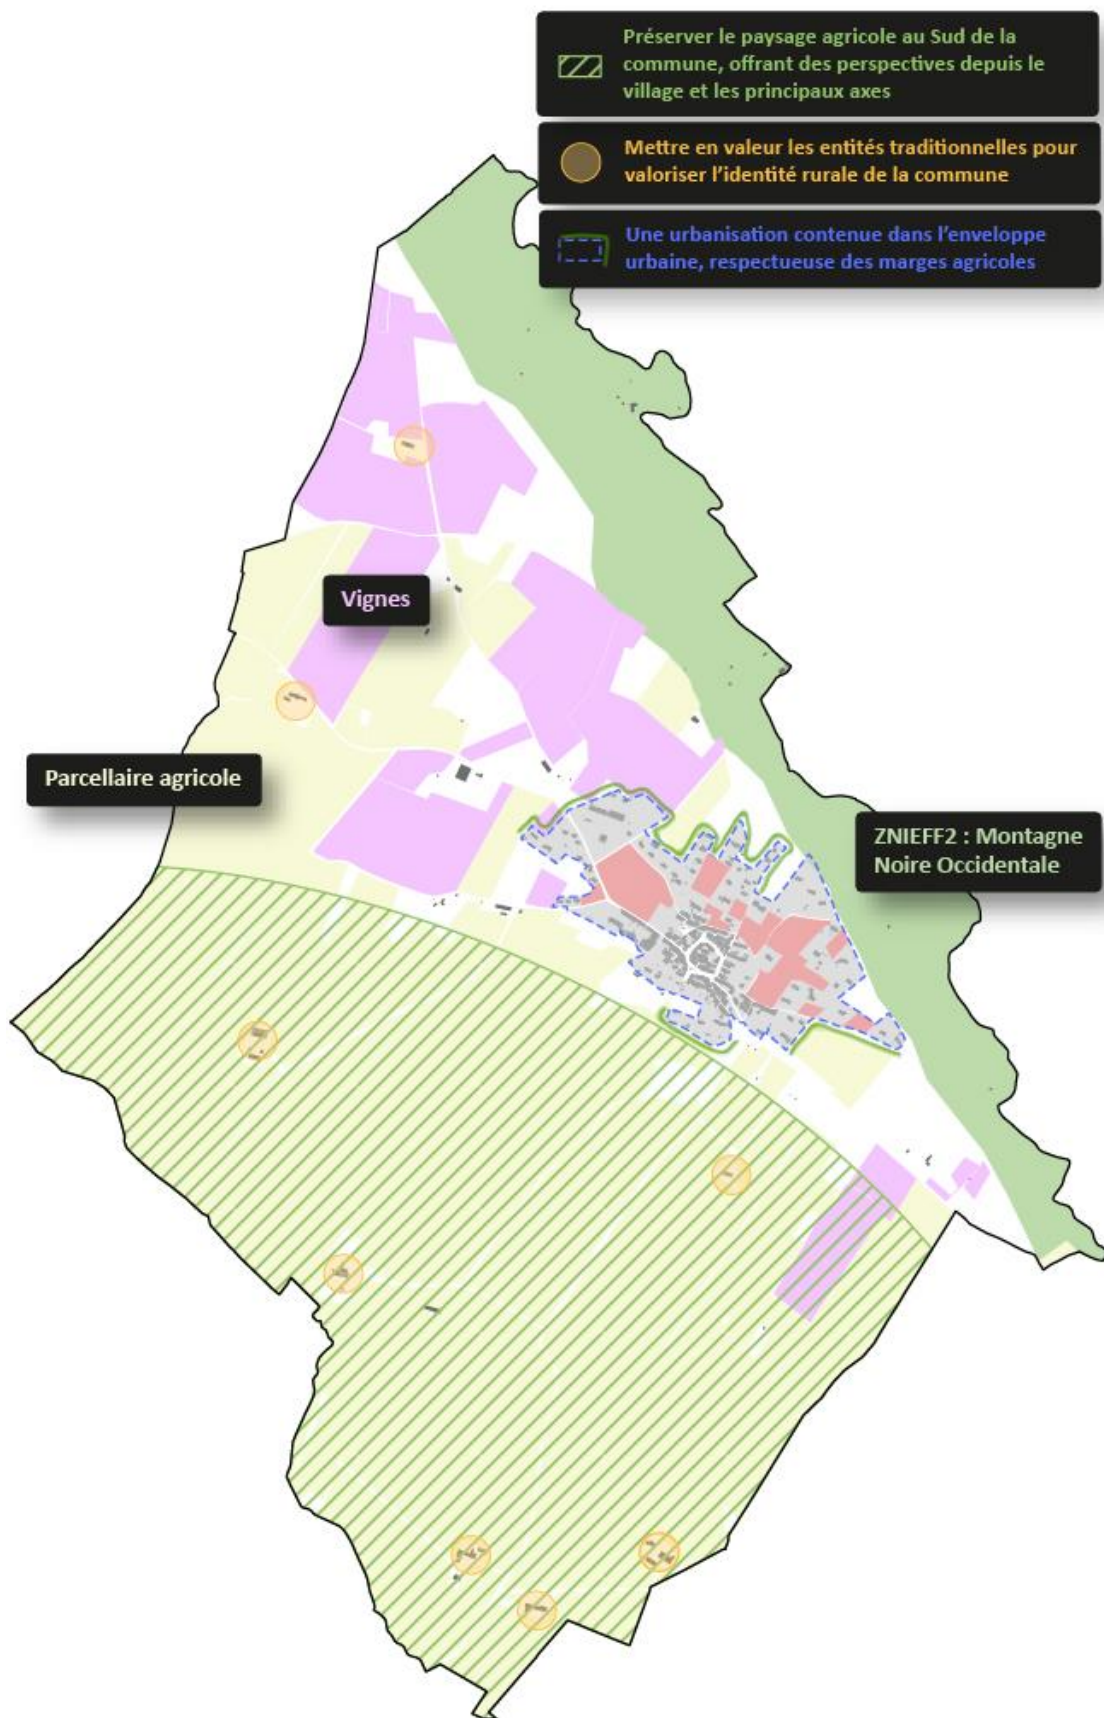 Préserver le paysage agricole au Sud de la
commune, offrant des perspectives depuis le
village et les principaux axes
Mettre en valeur les entités traditionnelles pour
valoriser l’identité rurale de la commune
Une urbanisation contenue dans l’enveloppe
urbaine, respectueuse des marges agricoles
Vignes
Parcellaire agricole
ZNIEFF2 : Montagne
Noire Occidentale